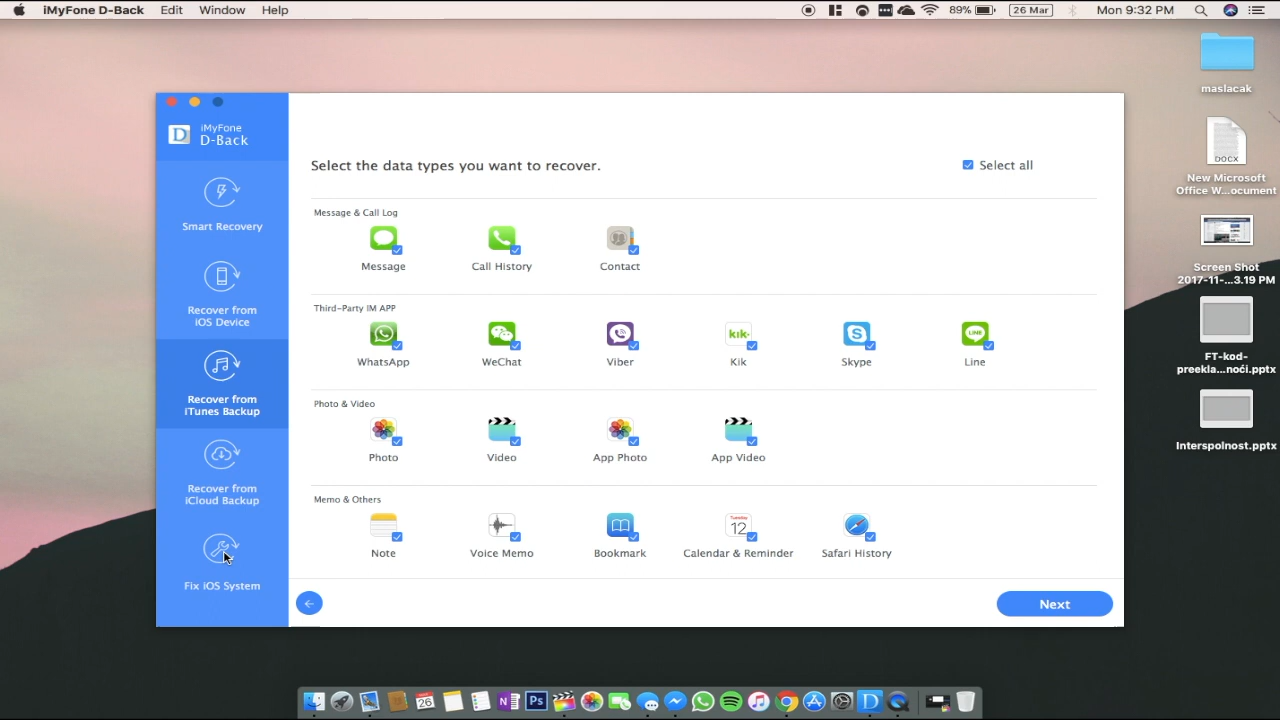 iMyFone D-Back Edit Window Help
89% 26 Mar Mon 9:32 PM
maslacak
DOCX
New Microsoft
Office W...ocument
Screen Shot
2017-11-...3.19 PM
FT-kod-
preekla...noći.pptx
Interspolnost.pptx
D
iMyFone
D-Back
Smart Recovery
Recover from
iOS Device
Recover from
iTunes Backup
Recover from
iCloud Backup
Fix iOS System
Select the data types you want to recover.
Select all
Message & Call Log
Message Call History Contact
Third-Party IM APP
kik·
LINE
WhatsApp WeChat Viber Kik Skype Line
Photo & Video
Photo Video App Photo App Video
Memo & Others
Tuesday
12
Note Voice Memo Bookmark Calendar & Reminder Safari History
Next
26 N Ps D